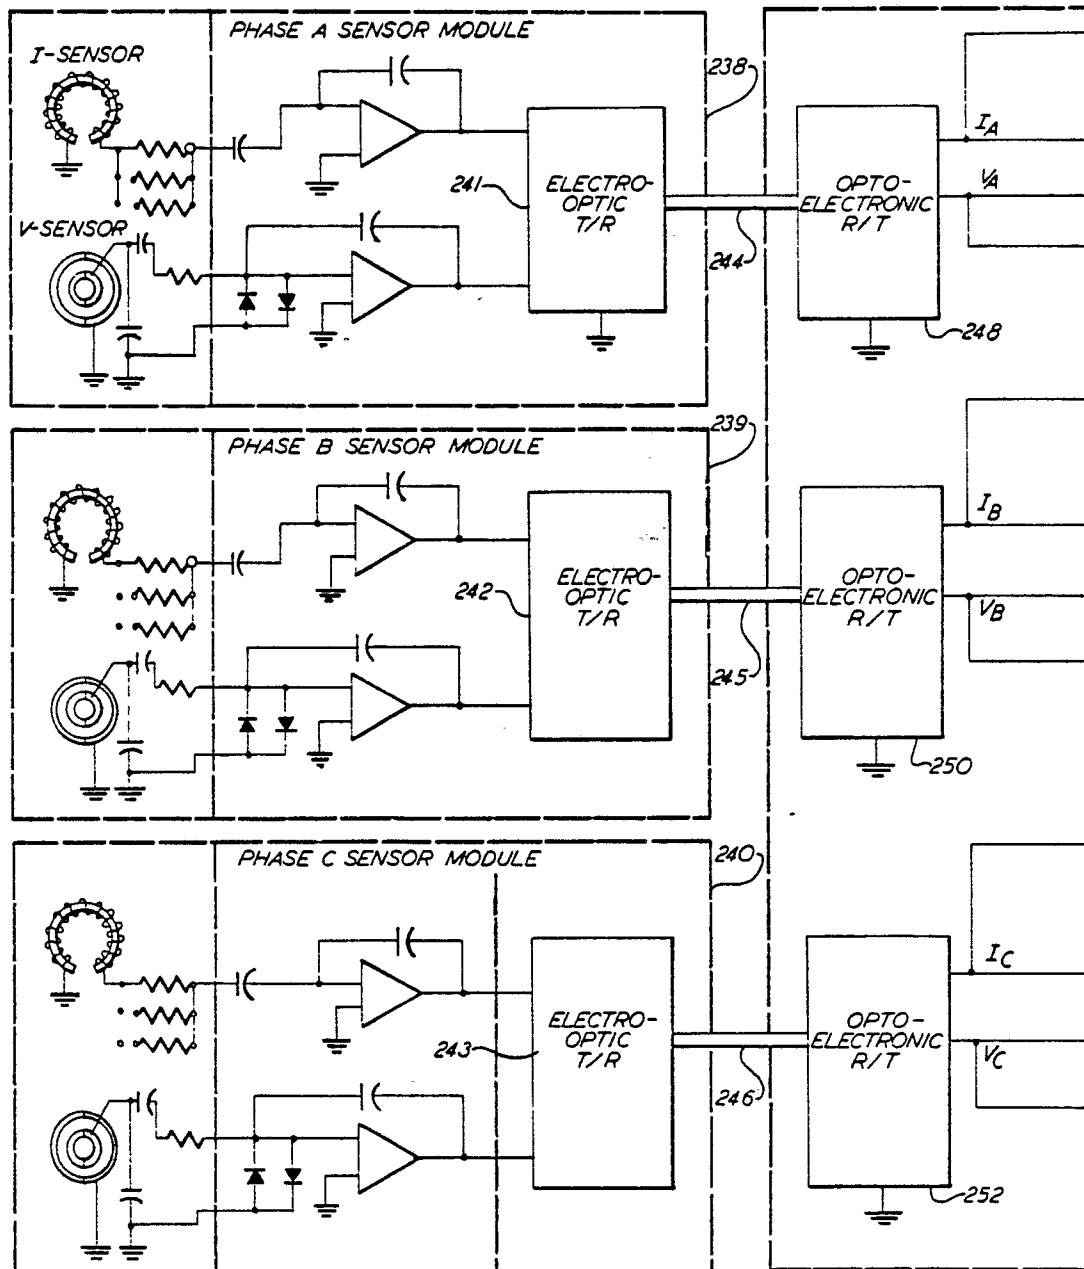 PHASE A SENSOR MODULE
I-SENSOR
238
I_A
241
ELECTRO-
OPTIC
T/R
OPTO-
ELECTRONIC
R/T
V_A
V-SENSOR
244
248
PHASE B SENSOR MODULE
239
I_B
242
ELECTRO-
OPTIC
T/R
OPTO-
ELECTRONIC
R/T
V_B
245
250
PHASE C SENSOR MODULE
240
I_C
243
ELECTRO-
OPTIC
T/R
OPTO-
ELECTRONIC
R/T
V_C
246
252